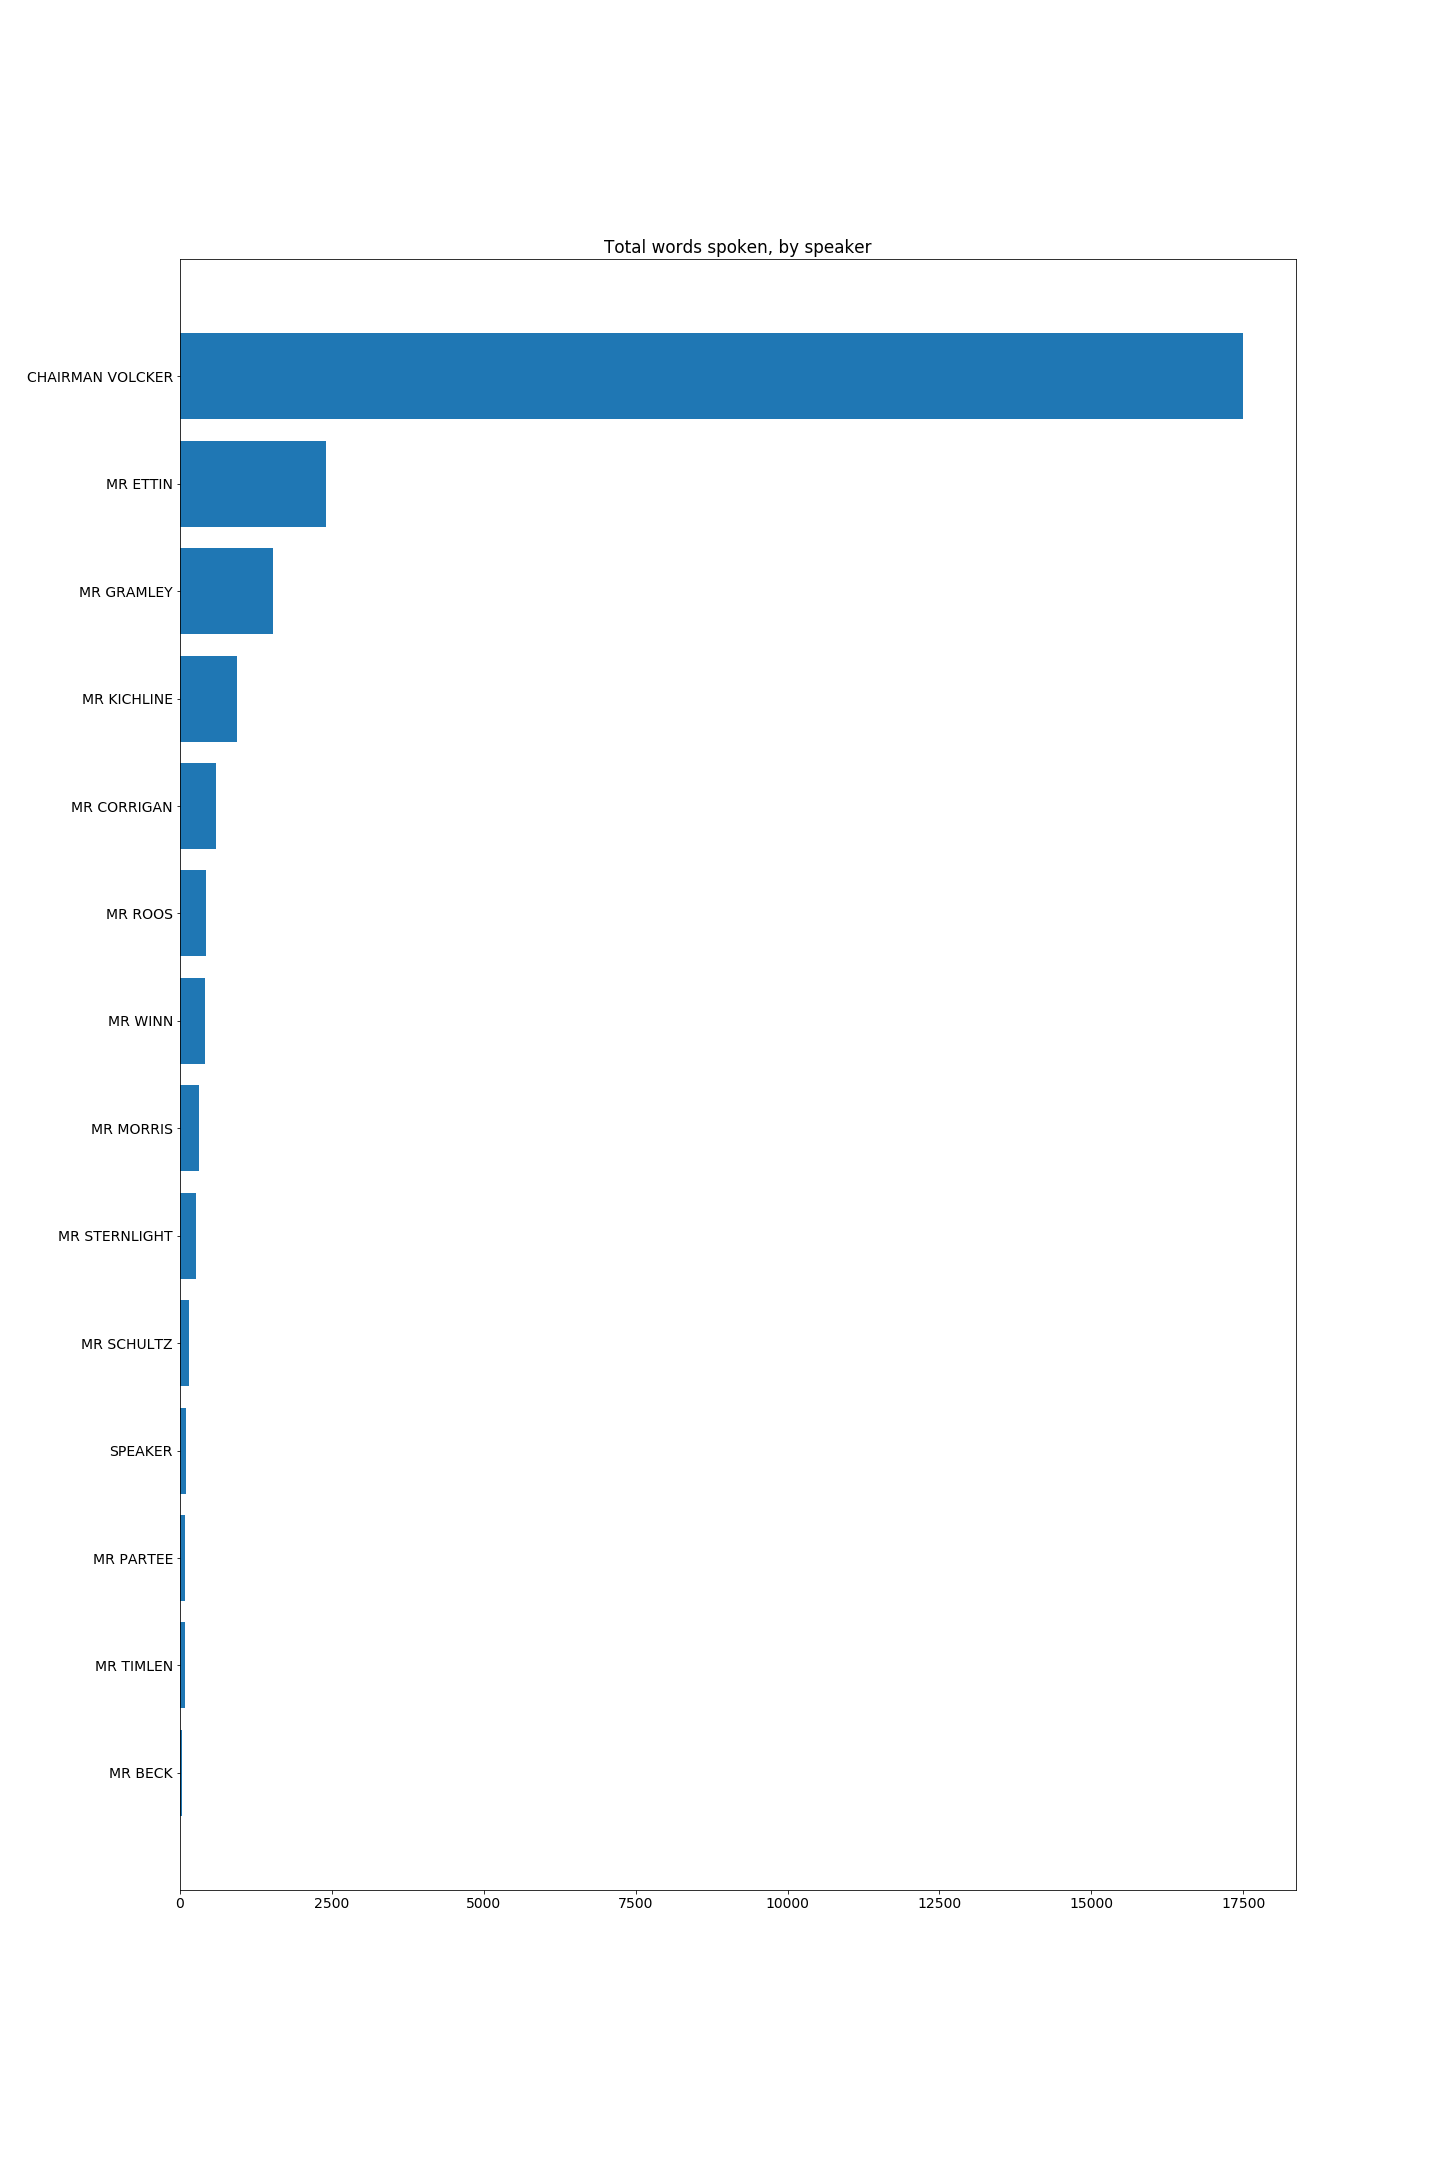 Total words spoken, by speaker
CHAIRMAN VOLCKER
MR ETTIN
MR GRAMLEY
MR KICHLINE
MR CORRIGAN
MR ROOS
MR WINN
MR MORRIS
MR STERNLIGHT
MR SCHULTZ
SPEAKER
MR PARTEE
MR TIMLEN
MR BECK
0 2500 5000 7500 10000 12500 15000 17500